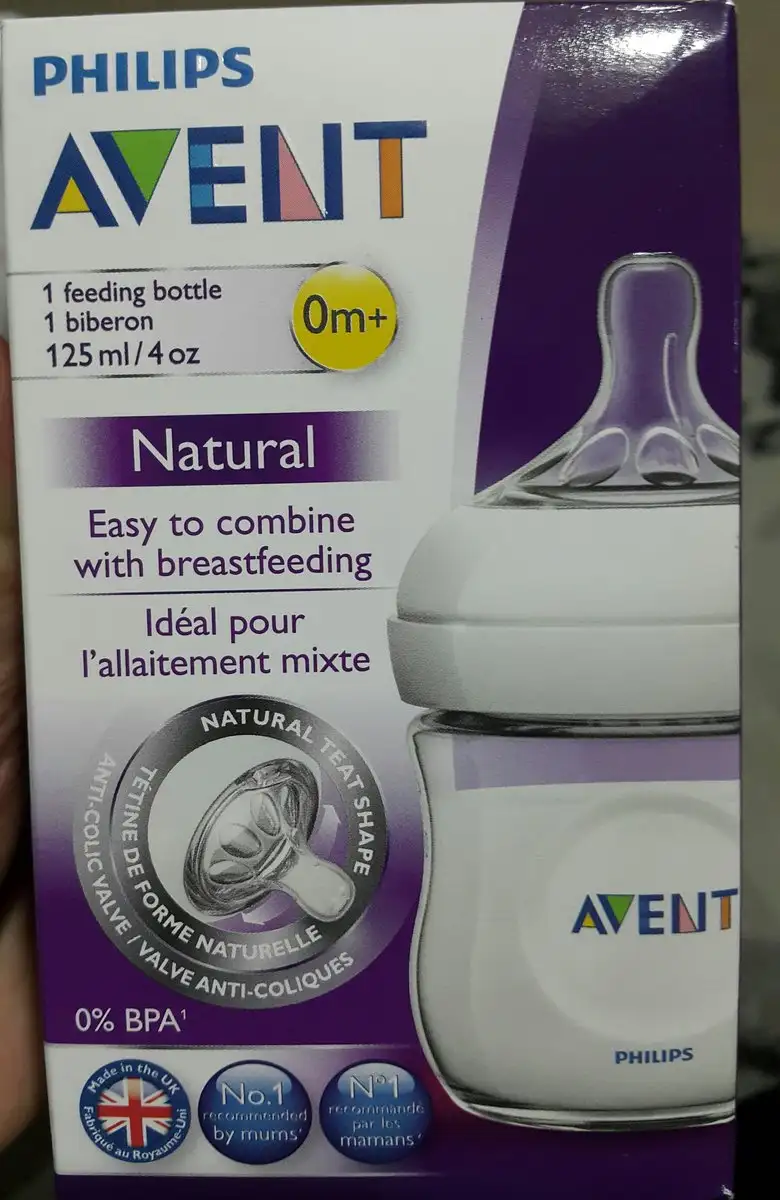 PHILIPS
AVENT
1 feeding bottle
1 biberon
125 ml / 4 oz
0m+
Natural
Easy to combine
with breastfeeding
Idéal pour
l'allaitement mixte
NATURAL TEAT SHAPE
TÉTINE DE FORME NATURELLE
ANTI-COLIC VALVE / VALVE ANTI-COLIQUES
0% BPA¹
Made in the UK
Fabriqué au Royaume-Uni
No.1
recommended
by mums
N°1
recommandé
par les
mamans
AVENT
PHILIPS